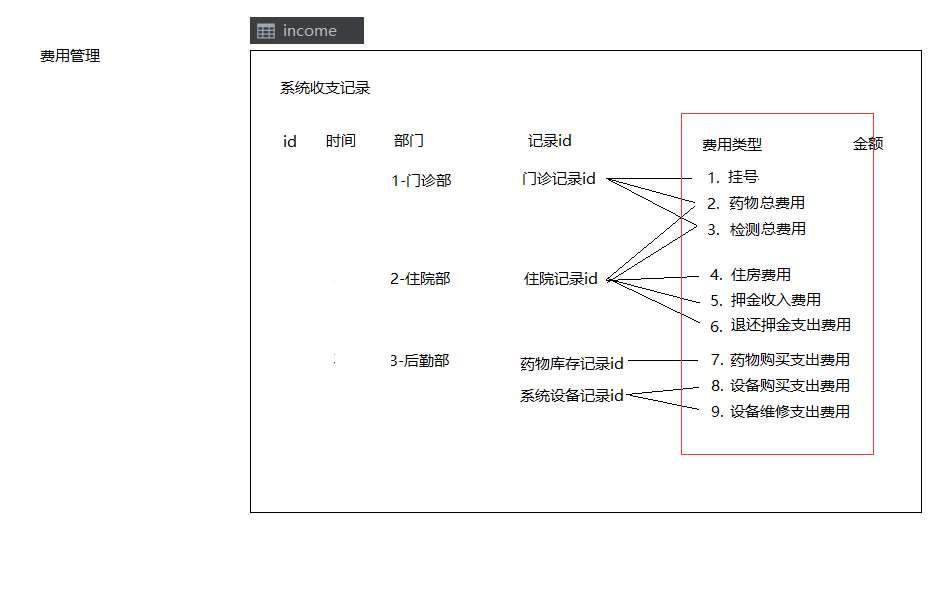 income
费用管理
系统收支记录
id 时间 部门 记录id 费用类型 金额
1-门诊部 门诊记录id 1. 挂号
2. 药物总费用
3. 检测总费用
2-住院部 住院记录id 4. 住房费用
5. 押金收入费用
6. 退还押金支出费用
3-后勤部 药物库存记录id 7. 药物购买支出费用
系统设备记录id 8. 设备购买支出费用
9. 设备维修支出费用